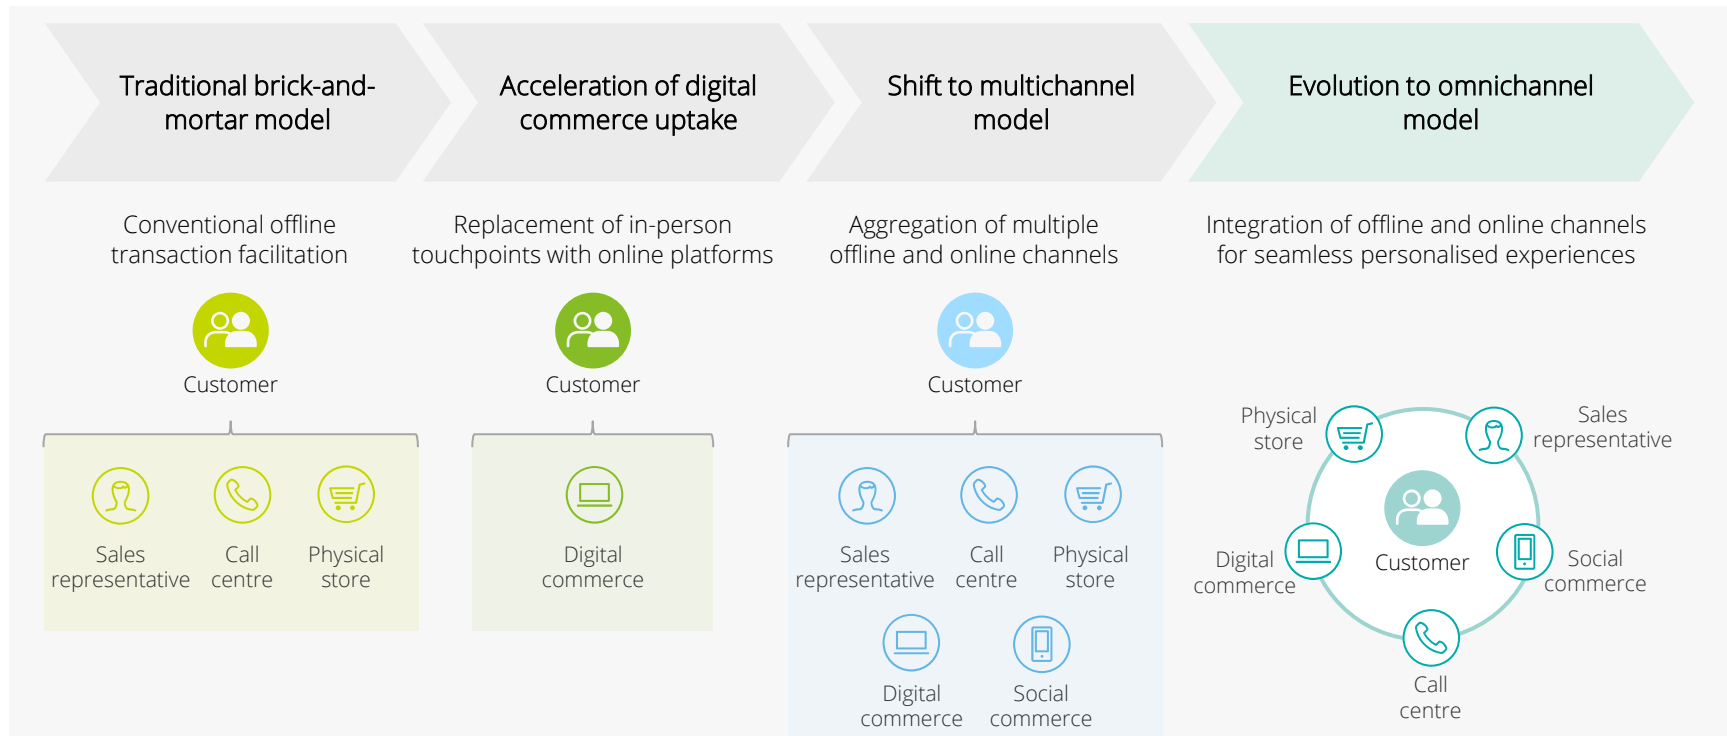 Traditional brick-and-
mortar model
Acceleration of digital
commerce uptake
Shift to multichannel
model
Evolution to omnichannel
model
Conventional offline
transaction facilitation
Replacement of in-person
touchpoints with online platforms
Aggregation of multiple
offline and online channels
Integration of offline and online channels
for seamless personalised experiences
Customer
Sales
representative
Call
centre
Physical
store
Customer
Digital
commerce
Customer
Sales
representative
Call
centre
Physical
store
Digital
commerce
Social
commerce
Physical
store
Sales
representative
Customer
Digital
commerce
Social
commerce
Call
centre